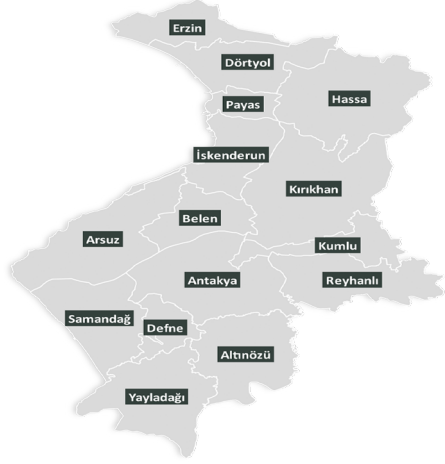 Erzin
Dörtyol
Hassa
Payas
İskenderun
Kırıkhan
Belen
Arsuz
Kumlu
Antakya
Reyhanlı
Samandağ
Defne
Altınözü
Yayladağı